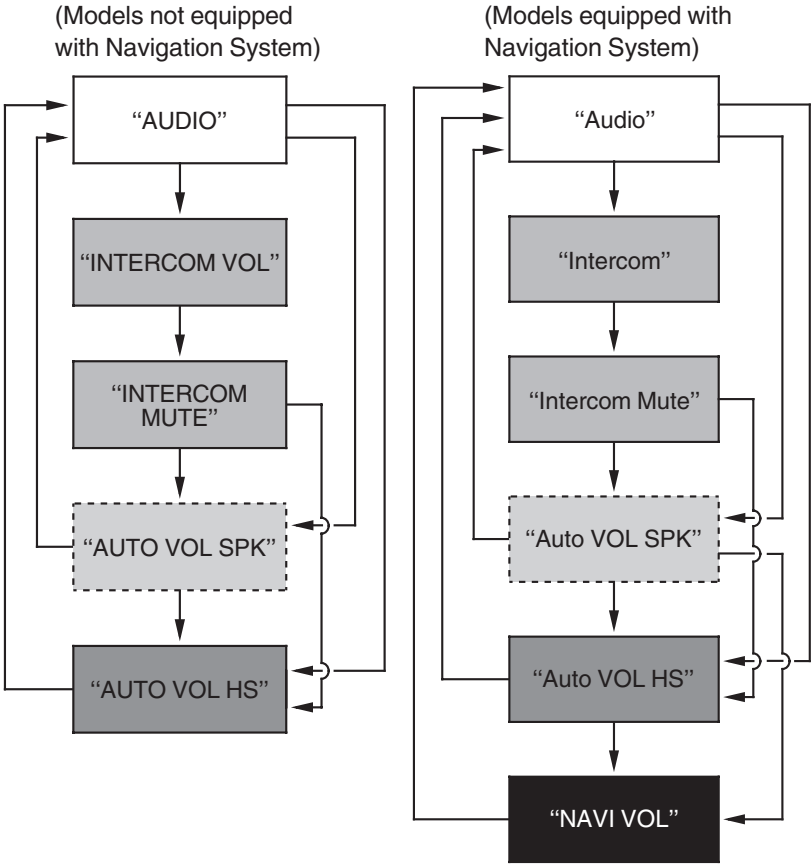 (Models not equipped
with Navigation System)
“AUDIO”
“INTERCOM VOL”
“INTERCOM
MUTE”
“AUTO VOL SPK”
“AUTO VOL HS”
(Models equipped with
Navigation System)
“Audio”
“Intercom”
“Intercom Mute”
“Auto VOL SPK”
“Auto VOL HS”
“NAVI VOL”